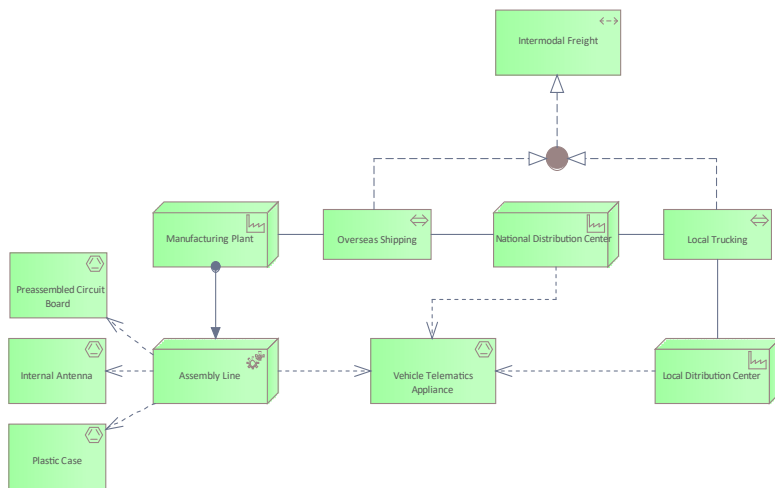 Intermodal Freight
Manufacturing Plant
Overseas Shipping
National Distribution Center
Local Trucking
Preassembled Circuit
Board
Internal Antenna
Assembly Line
Vehicle Telematics
Appliance
Local Ditribution Center
Plastic Case